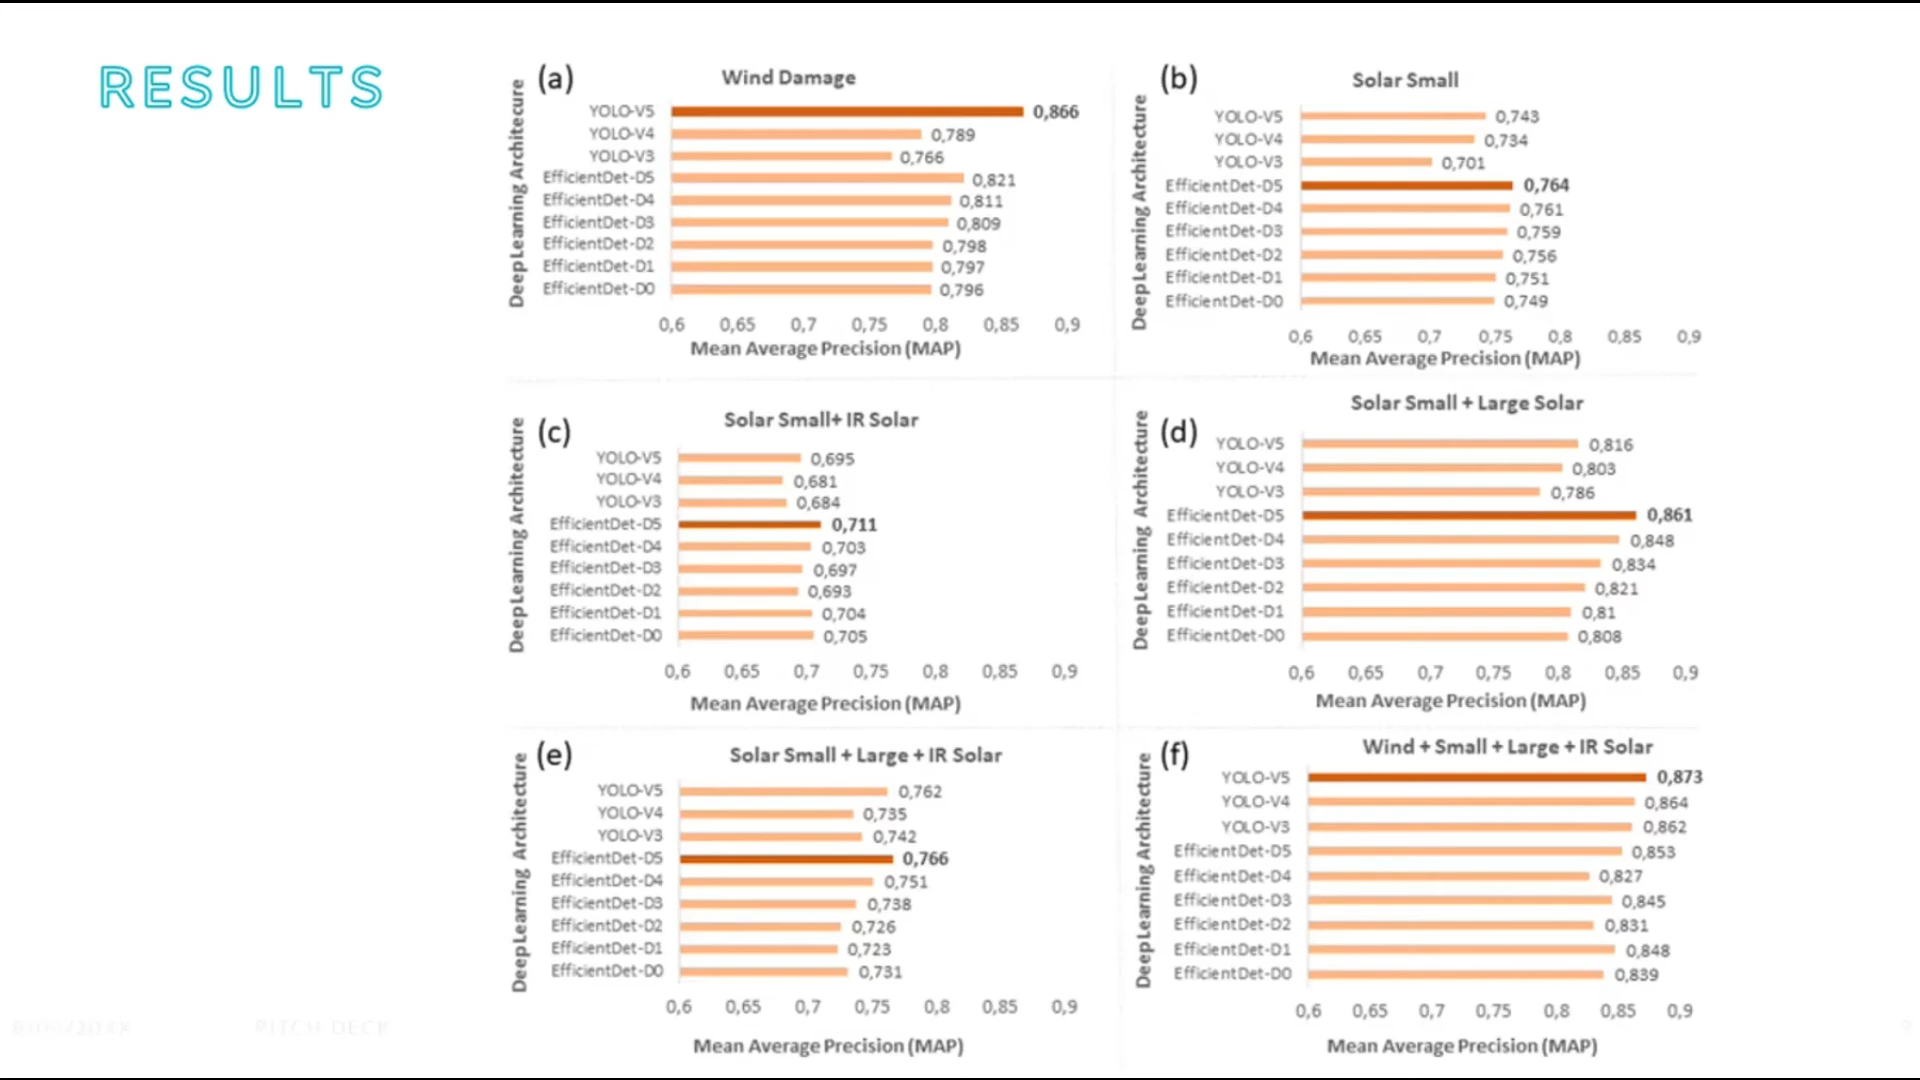 RESULTS
(a)
Wind Damage
Deep Learning Architecture
YOLO-V5 0,866
YOLO-V4 0,789
YOLO-V3 0,766
EfficientDet-D5 0,821
EfficientDet-D4 0,811
EfficientDet-D3 0,809
EfficientDet-D2 0,798
EfficientDet-D1 0,797
EfficientDet-D0 0,796
0,6 0,65 0,7 0,75 0,8 0,85 0,9
Mean Average Precision (MAP)
(b)
Solar Small
Deep Learning Architecture
YOLO-V5 0,743
YOLO-V4 0,734
YOLO-V3 0,701
EfficientDet-D5 0,764
EfficientDet-D4 0,761
EfficientDet-D3 0,759
EfficientDet-D2 0,756
EfficientDet-D1 0,751
EfficientDet-D0 0,749
0,6 0,65 0,7 0,75 0,8 0,85 0,9
Mean Average Precision (MAP)
(c)
Solar Small+ IR Solar
Deep Learning Architecture
YOLO-V5 0,695
YOLO-V4 0,681
YOLO-V3 0,684
EfficientDet-D5 0,711
EfficientDet-D4 0,703
EfficientDet-D3 0,697
EfficientDet-D2 0,693
EfficientDet-D1 0,704
EfficientDet-D0 0,705
0,6 0,65 0,7 0,75 0,8 0,85 0,9
Mean Average Precision (MAP)
(d)
Solar Small + Large Solar
Deep Learning Architecture
YOLO-V5 0,816
YOLO-V4 0,803
YOLO-V3 0,786
EfficientDet-D5 0,861
EfficientDet-D4 0,848
EfficientDet-D3 0,834
EfficientDet-D2 0,821
EfficientDet-D1 0,81
EfficientDet-D0 0,808
0,6 0,65 0,7 0,75 0,8 0,85 0,9
Mean Average Precision (MAP)
(e)
Solar Small + Large + IR Solar
Deep Learning Architecture
YOLO-V5 0,762
YOLO-V4 0,735
YOLO-V3 0,742
EfficientDet-D5 0,766
EfficientDet-D4 0,751
EfficientDet-D3 0,738
EfficientDet-D2 0,726
EfficientDet-D1 0,723
EfficientDet-D0 0,731
0,6 0,65 0,7 0,75 0,8 0,85 0,9
Mean Average Precision (MAP)
(f)
Wind + Small + Large + IR Solar
Deep Learning Architecture
YOLO-V5 0,873
YOLO-V4 0,864
YOLO-V3 0,862
EfficientDet-D5 0,853
EfficientDet-D4 0,827
EfficientDet-D3 0,845
EfficientDet-D2 0,831
EfficientDet-D1 0,848
EfficientDet-D0 0,839
0,6 0,65 0,7 0,75 0,8 0,85 0,9
Mean Average Precision (MAP)
PITCH DECK